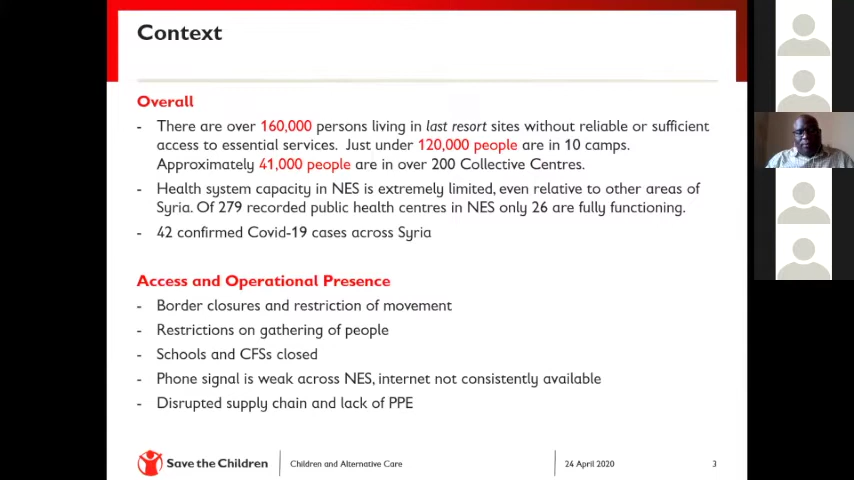 Context
Overall
- There are over 160,000 persons living in last resort sites without reliable or sufficient
access to essential services. Just under 120,000 people are in 10 camps.
Approximately 41,000 people are in over 200 Collective Centres.
- Health system capacity in NES is extremely limited, even relative to other areas of
Syria. Of 279 recorded public health centres in NES only 26 are fully functioning.
- 42 confirmed Covid-19 cases across Syria
Access and Operational Presence
- Border closures and restriction of movement
- Restrictions on gathering of people
- Schools and CFSs closed
- Phone signal is weak across NES, internet not consistently available
- Disrupted supply chain and lack of PPE
Save the Children
Children and Alternative Care
24 April 2020
3